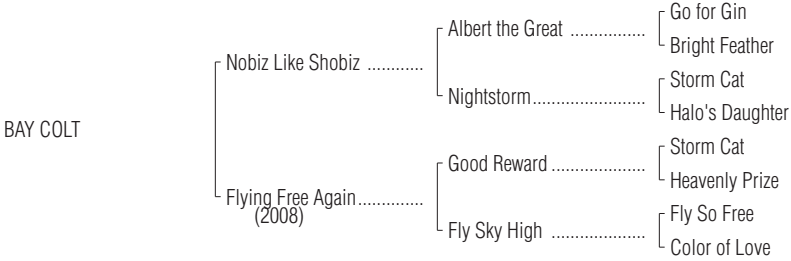 Go for Gin
Albert the Great ................
Bright Feather
Nobiz Like Shobiz ............
Storm Cat
Nightstorm........................
Halo's Daughter
BAY COLT
Storm Cat
Good Reward ....................
Heavenly Prize
Flying Free Again..............
(2008)
Fly So Free
Fly Sky High ....................
Color of Love